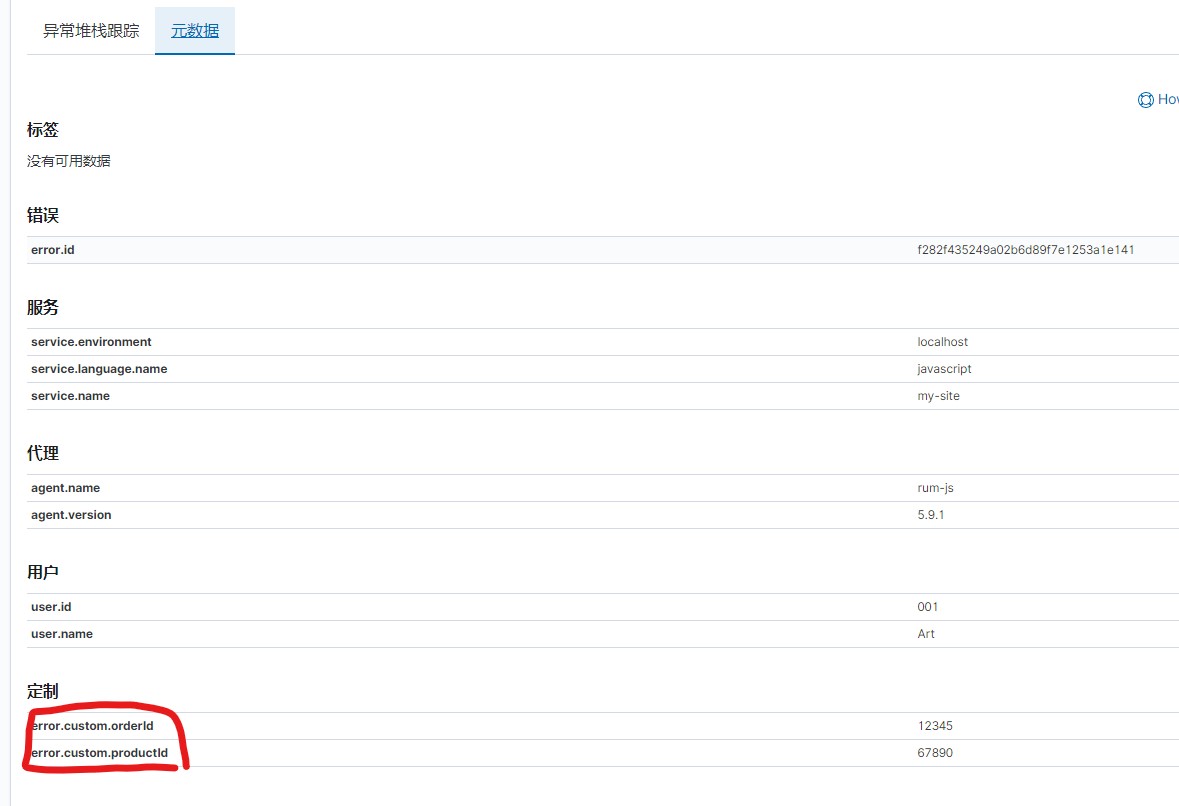 异常堆栈跟踪 元数据
How
标签
没有可用数据
错误
error.id f282f435249a02b6d89f7e1253a1e141
服务
service.environment localhost
service.language.name javascript
service.name my-site
代理
agent.name rum-js
agent.version 5.9.1
用户
user.id 001
user.name Art
定制
error.custom.orderId 12345
error.custom.productId 67890